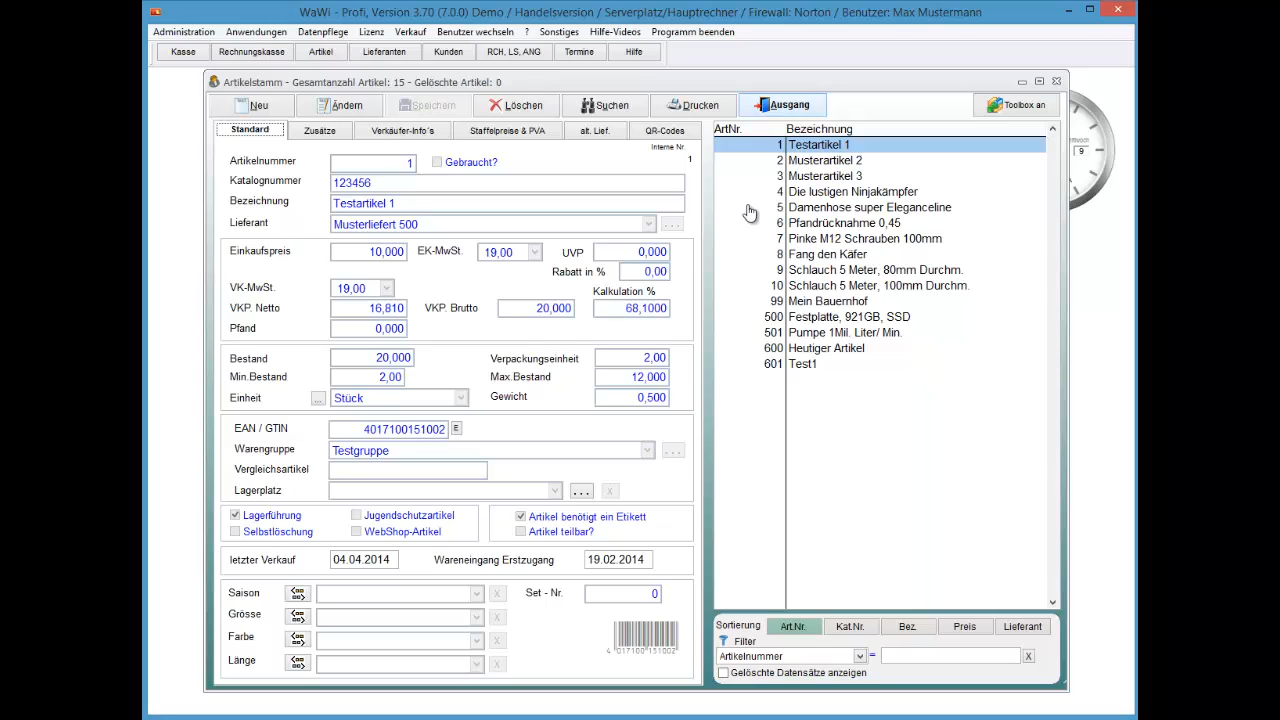 WaWi - Profi, Version 3.70 (7.0.0) Demo / Handelsversion / Serverplatz/Hauptrechner / Firewall: Norton / Benutzer: Max Mustermann
Administration Anwendungen Datenpflege Lizenz Verkauf Benutzer wechseln ? Sonstiges Hilfe-Videos Programm beenden
Kasse Rechnungskasse Artikel Lieferanten Kunden RCH, LS, ANG Termine Hilfe
Artikelstamm - Gesamtanzahl Artikel: 15 - Gelöschte Artikel: 0
Neu Ändern Speichern Löschen Suchen Drucken Ausgang Toolbox an
Standard Zusätze Verkäufer-Info´s Staffelpreise & PVA alt. Lief. QR-Codes
Interne Nr.
1
Artikelnummer 1 Gebraucht?
Katalognummer 123456
Bezeichnung Testartikel 1
Lieferant Musterliefert 500 ...
Einkaufspreis 10,000 EK-MwSt. 19,00 UVP 0,000
Rabatt in % 0,00
VK-MwSt. 19,00 Kalkulation %
VKP. Netto 16,810 VKP. Brutto 20,000 68,1000
Pfand 0,000
Bestand 20,000 Verpackungseinheit 2,00
Min.Bestand 2,00 Max.Bestand 12,000
Einheit ... Stück Gewicht 0,500
EAN / GTIN 4017100151002 E
Warengruppe Testgruppe ...
Vergleichsartikel
Lagerplatz ... X
Lagerführung Jugendschutzartikel Artikel benötigt ein Etikett
Selbstlöschung WebShop-Artikel Artikel teilbar?
letzter Verkauf 04.04.2014 Wareneingang Erstzugang 19.02.2014
Saison X Set - Nr. 0
Grösse X
Farbe X
4 017100 151002
Länge X
ArtNr. Bezeichnung
1 Testartikel 1
2 Musterartikel 2
3 Musterartikel 3
4 Die lustigen Ninjakämpfer
5 Damenhose super Eleganceline
6 Pfandrücknahme 0,45
7 Pinke M12 Schrauben 100mm
8 Fang den Käfer
9 Schlauch 5 Meter, 80mm Durchm.
10 Schlauch 5 Meter, 100mm Durchm.
99 Mein Bauernhof
500 Festplatte, 921GB, SSD
501 Pumpe 1Mil. Liter/ Min.
600 Heutiger Artikel
601 Test1
Sortierung Art.Nr. Kat.Nr. Bez. Preis Lieferant
Filter
Artikelnummer = X
Gelöschte Datensätze anzeigen
9